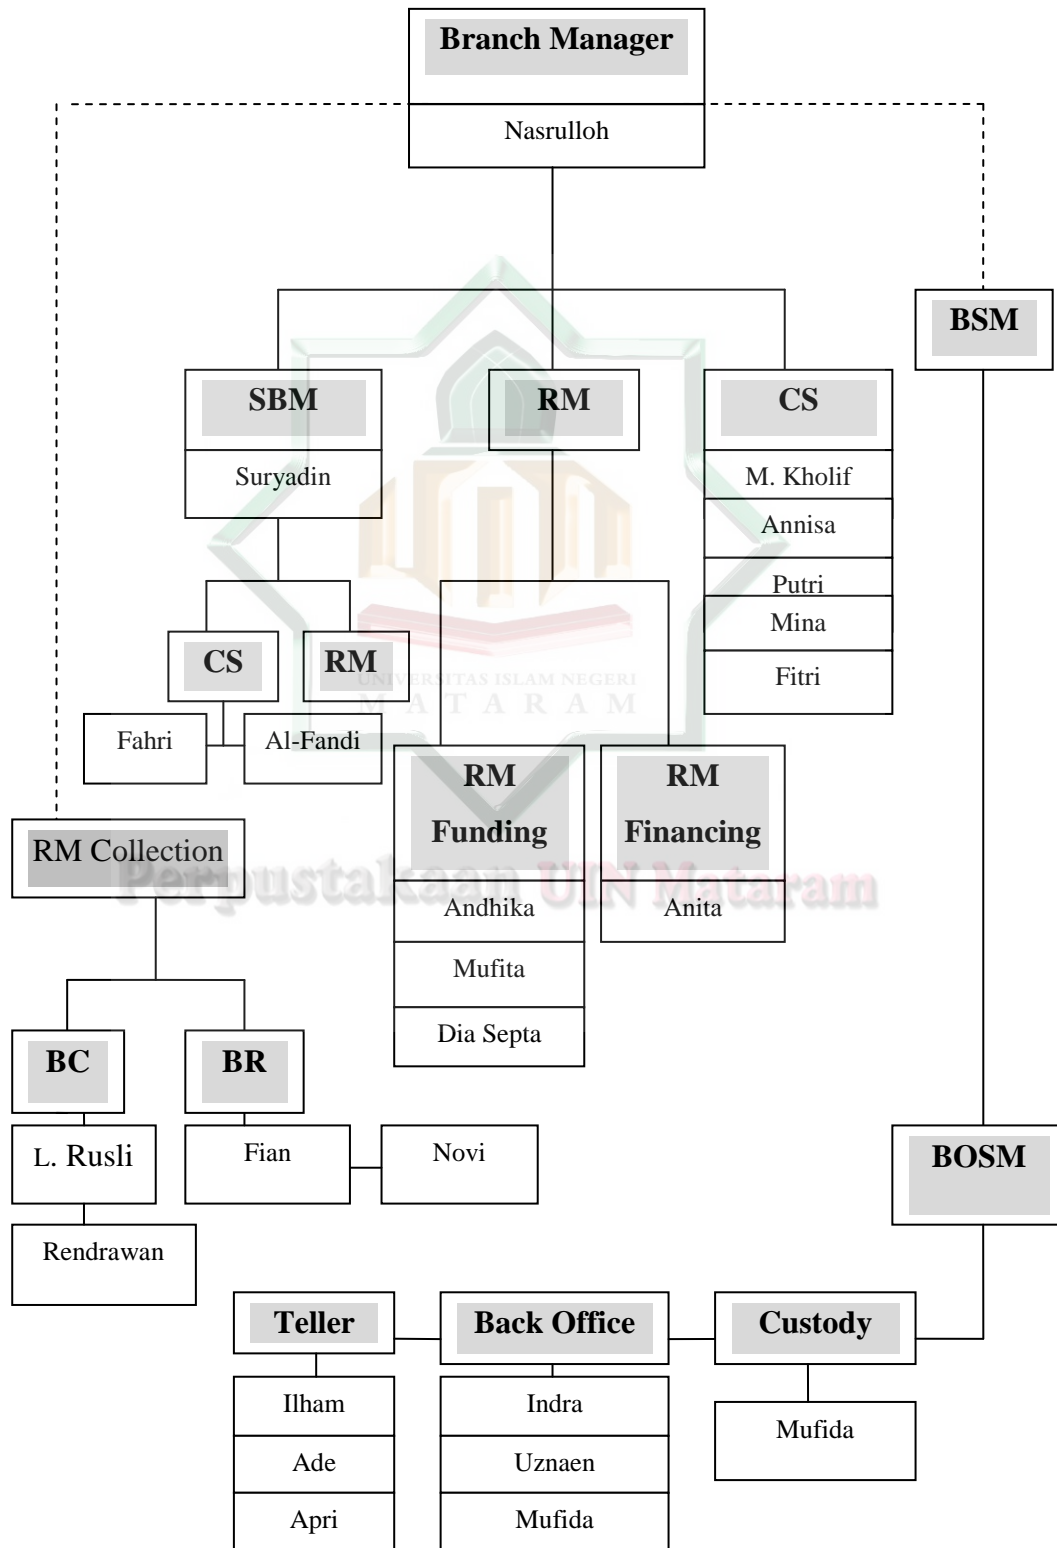 Branch Manager
Nasrulloh
BSM
SBM
RM
CS
Suryadin
M. Kholif
Annisa
Putri
Mina
Fitri
CS
RM
UNIVERSITAS ISLAM NEGERI
MATARAM
Fahri
Al-Fandi
RM
Funding
RM
Financing
RM Collection
Perpustakaan UIN Mataram
Andhika
Anita
Mufita
Dia Septa
BC
BR
L. Rusli
Fian
Novi
BOSM
Rendrawan
Teller
Back Office
Custody
Ilham
Indra
Mufida
Ade
Uznaen
Apri
Mufida